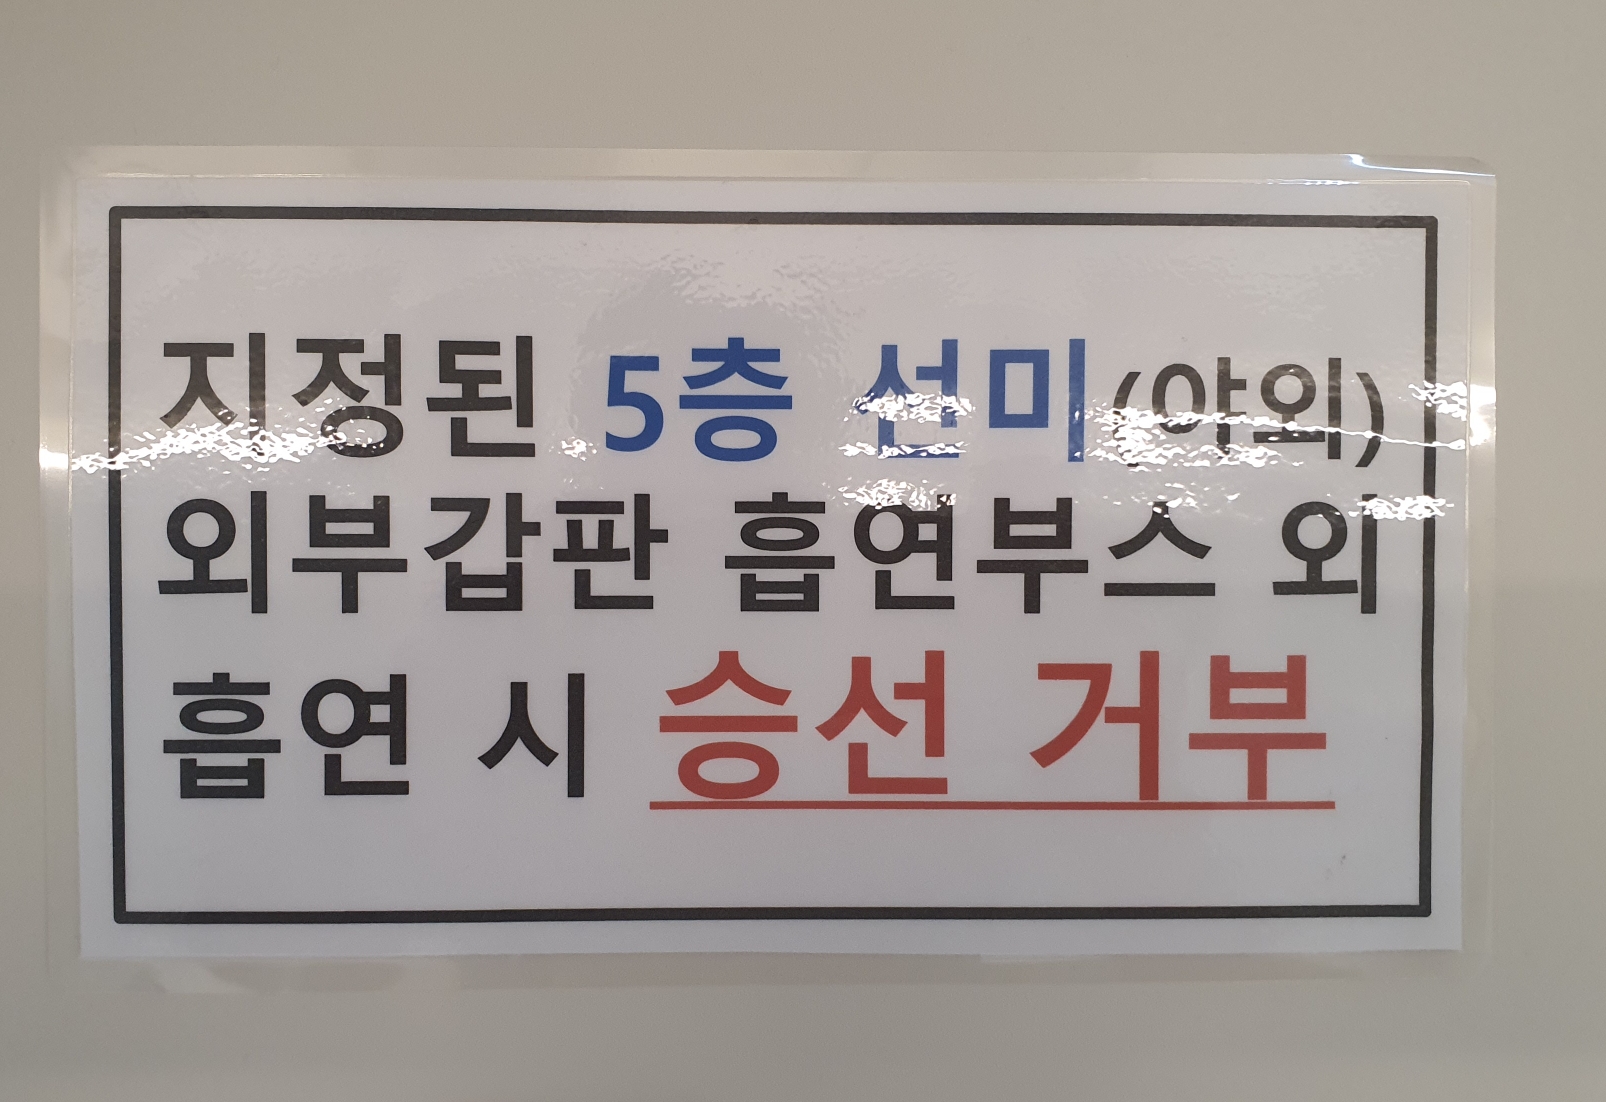 지정된 5층 선미(야외)
외부갑판 흡연부스 외
흡연 시 승선 거부